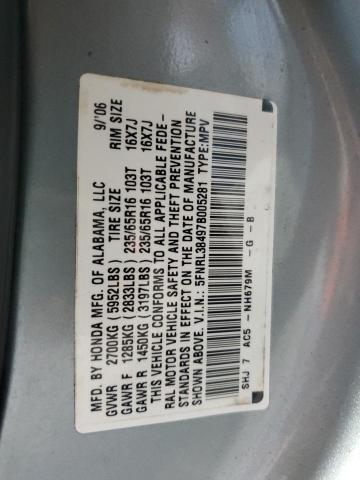 MFD. BY HONDA MFG. OF ALABAMA, LLC 9/'06
GVWR 2700KG (5952LBS) TIRE SIZE RIM SIZE
GAWR F 1285KG (2833LBS) 235/65R16 103T 16X7J
GAWR R 1450KG (3197LBS) 235/65R16 103T 16X7J
THIS VEHICLE CONFORMS TO ALL APPLICABLE FEDE-
RAL MOTOR VEHICLE SAFETY AND THEFT PREVENTION
STANDARDS IN EFFECT ON THE DATE OF MANUFACTURE
SHOWN ABOVE. V.I.N.: 5FNRL38497B005281 TYPE: MPV
SHJ 7 AC5 - NH679M - G - B